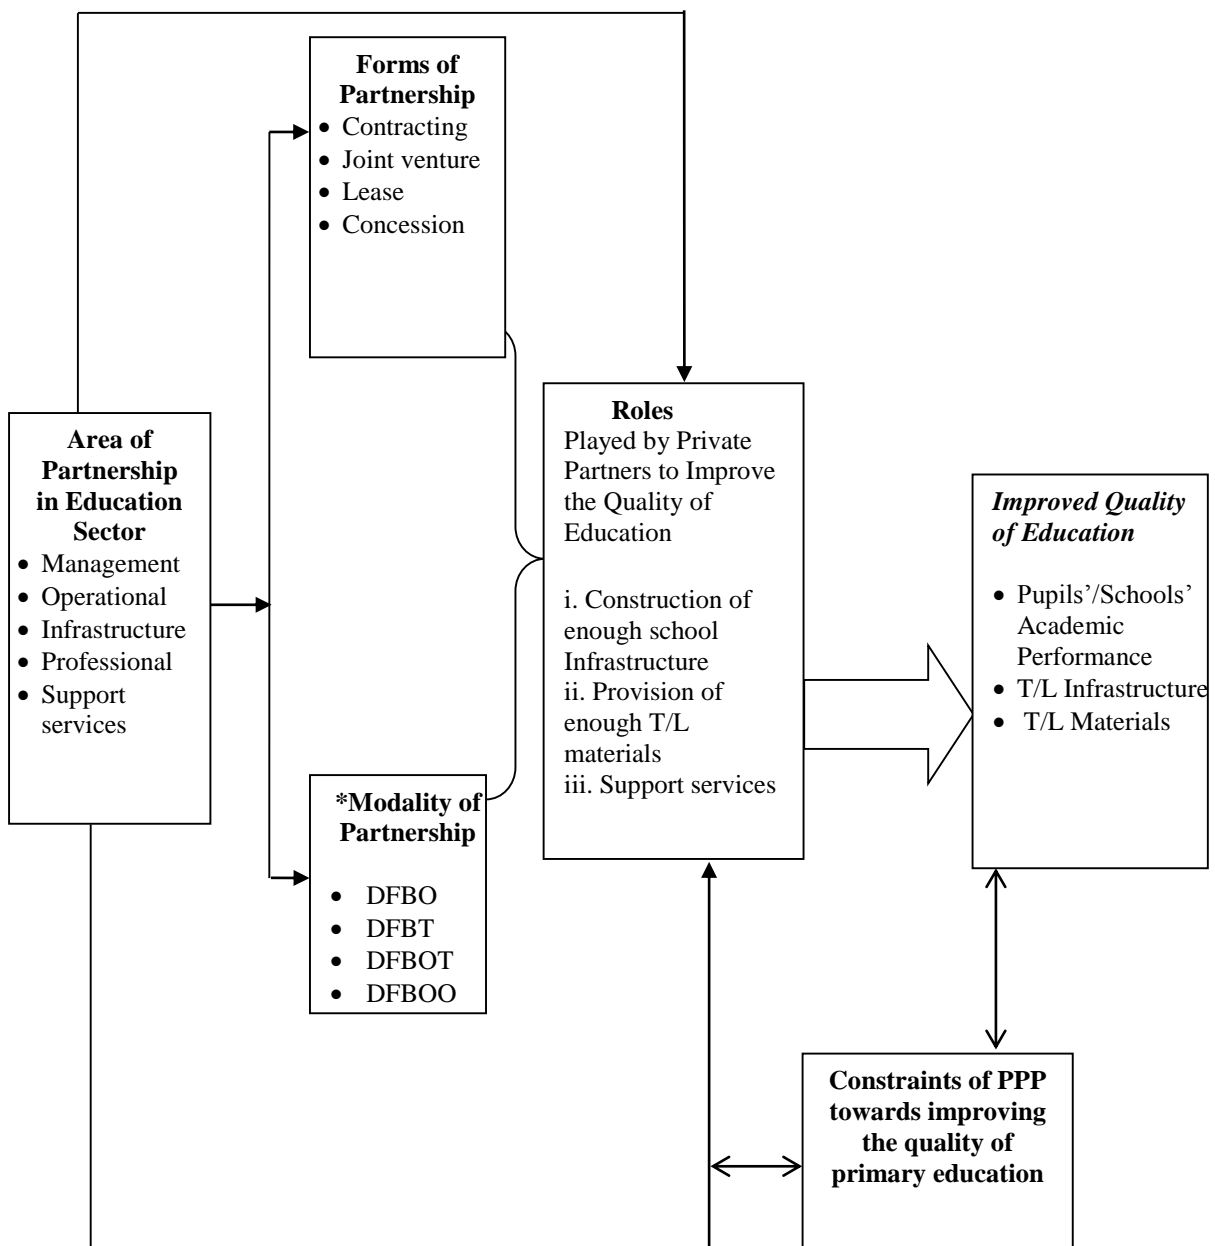 Forms of
Partnership
• Contracting
• Joint venture
• Lease
• Concession
Area of
Partnership
in Education
Sector
• Management
• Operational
• Infrastructure
• Professional
• Support
services
*Modality of
Partnership
• DFBO
• DFBT
• DFBOT
• DFBOO
Roles
Played by Private
Partners to Improve
the Quality of
Education
i. Construction of
enough school
Infrastructure
ii. Provision of
enough T/L
materials
iii. Support services
Improved Quality
of Education
• Pupils’/Schools’
Academic
Performance
• T/L Infrastructure
• T/L Materials
Constraints of PPP
towards improving
the quality of
primary education